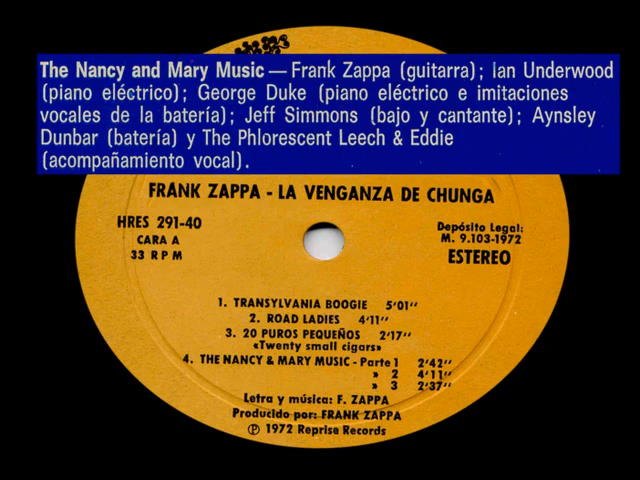 The Nancy and Mary Music — Frank Zappa (guitarra); Ian Underwood
(piano eléctrico); George Duke (piano eléctrico e imitaciones
vocales de la batería); Jeff Simmons (bajo y cantante); Aynsley
Dunbar (batería) y The Phlorescent Leech & Eddie
(acompañamiento vocal).
FRANK ZAPPA - LA VENGANZA DE CHUNGA
HRES 291-40
CARA A
33 RPM
Depósito Legal:
M. 9.103-1972
ESTEREO
1. TRANSYLVANIA BOOGIE 5'01''
2. ROAD LADIES 4'11''
3. 20 PUROS PEQUEÑOS 2'17''
«Twenty small cigars»
4. THE NANCY & MARY MUSIC - Parte 1 2'42''
» 2 4'11''
» 3 2'37''
Letra y música: F. ZAPPA
Producido por: FRANK ZAPPA
Ⓟ 1972 Reprise Records